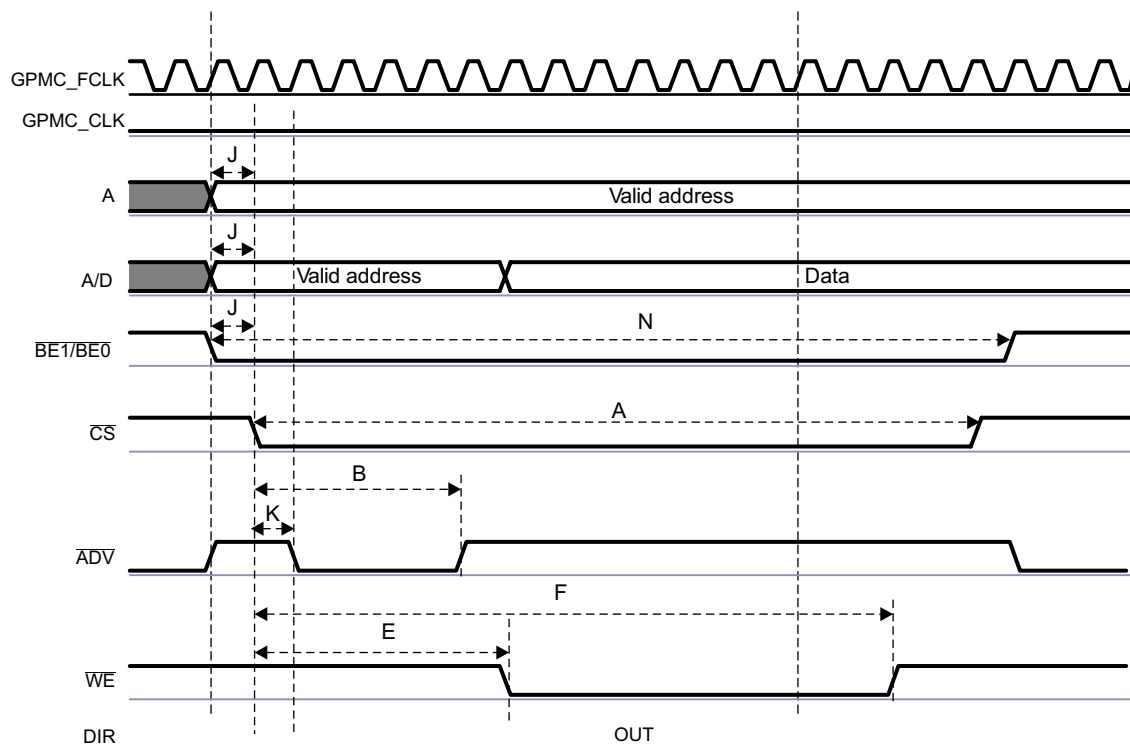 GPMC_FCLK
GPMC_CLK
J
A Valid address
J
A/D Valid address Data
J N
BE1/BE0
A
CS
B
K
ADV
F
E
WE
DIR OUT